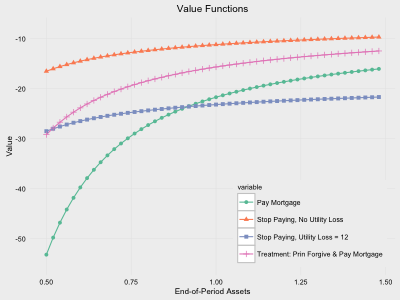 Value Functions
-10
-20
-30
-40
-50
Value
0.50
0.75
1.00
1.25
1.50
End-of-Period Assets
variable
Pay Mortgage
Stop Paying, No Utility Loss
Stop Paying, Utility Loss = 12
Treatment: Prin Forgive & Pay Mortgage